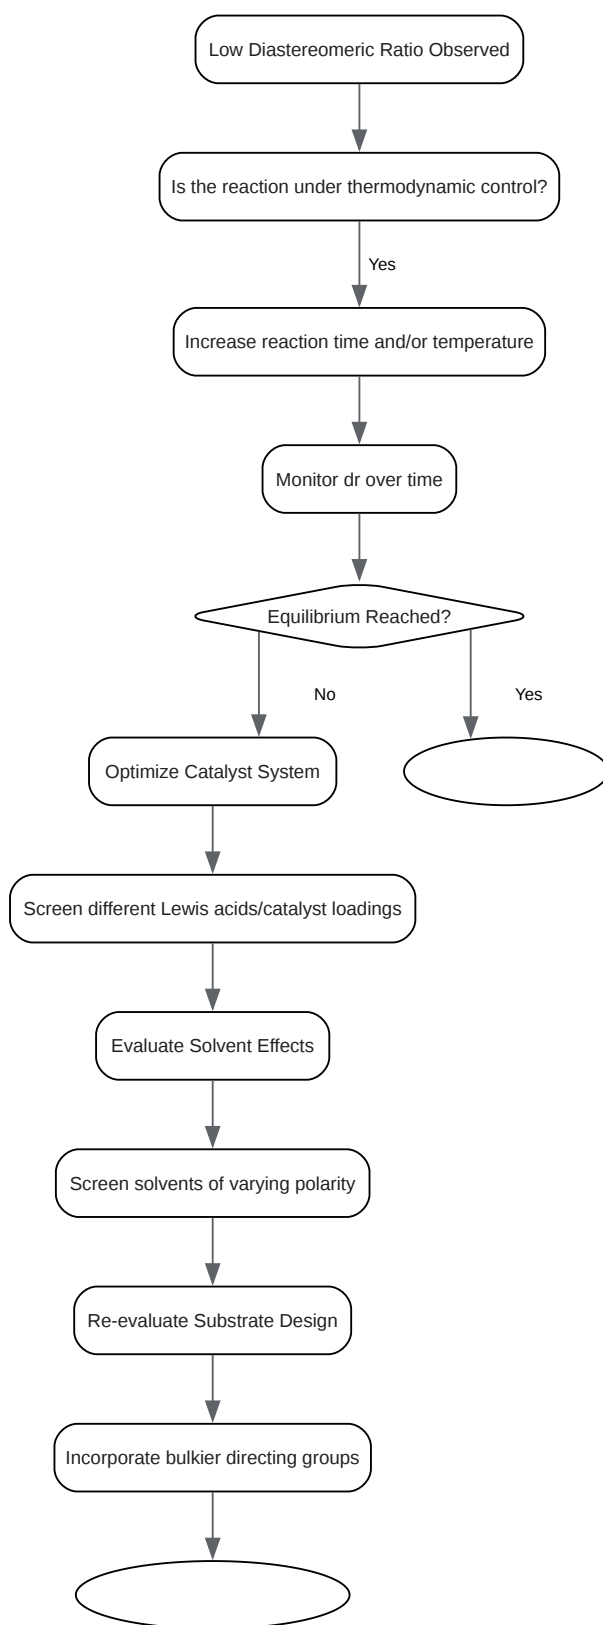 Low Diastereomeric Ratio Observed
Is the reaction under thermodynamic control?
Yes
Increase reaction time and/or temperature
Monitor dr over time
Equilibrium Reached?
No
Yes
Optimize Catalyst System
Screen different Lewis acids/catalyst loadings
Evaluate Solvent Effects
Screen solvents of varying polarity
Re-evaluate Substrate Design
Incorporate bulkier directing groups